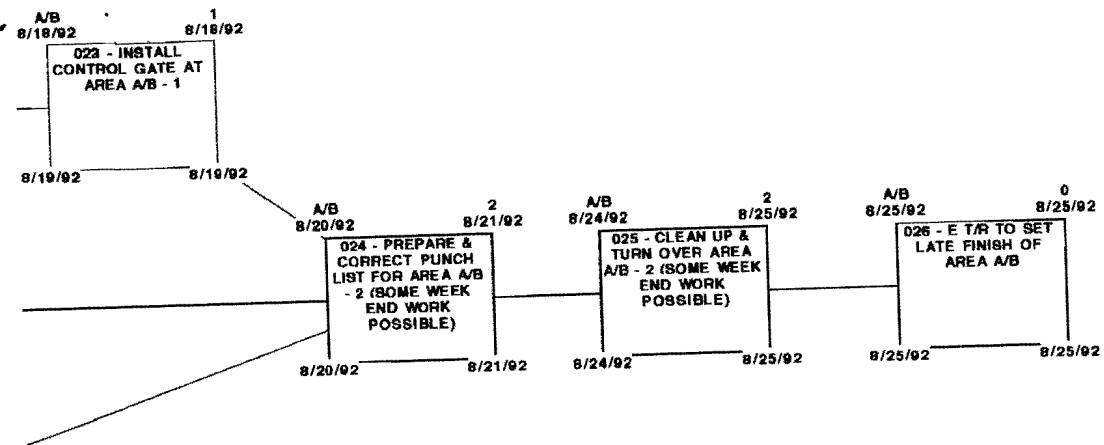 A/B 1
8/18/92 8/18/92
023 - INSTALL
CONTROL GATE AT
AREA A/B - 1
8/19/92 8/19/92
A/B 2
8/20/92 8/21/92
024 - PREPARE &
CORRECT PUNCH
LIST FOR AREA A/B
- 2 (SOME WEEK
END WORK
POSSIBLE)
8/20/92 8/21/92
A/B 2
8/24/92 8/25/92
025 - CLEAN UP &
TURN OVER AREA
A/B - 2 (SOME WEEK
END WORK
POSSIBLE)
8/24/92 8/25/92
A/B 0
8/25/92 8/25/92
026 - E T/R TO SET
LATE FINISH OF
AREA A/B
8/25/92 8/25/92